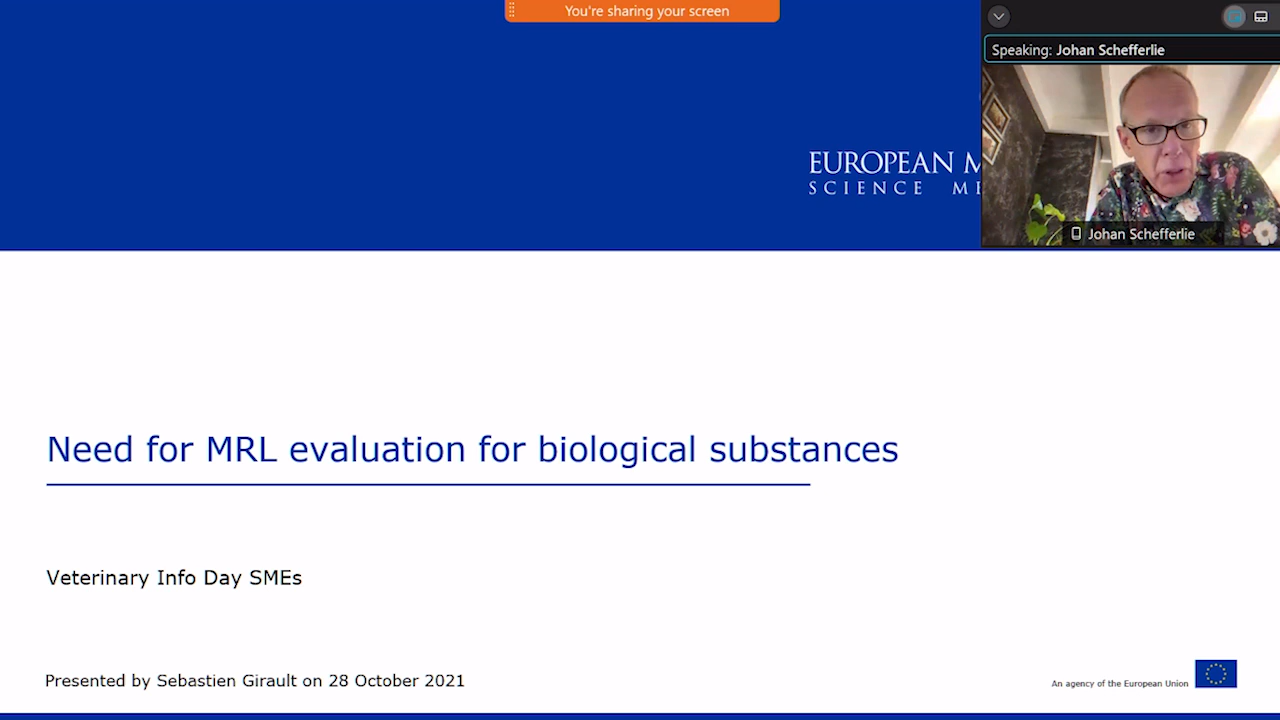 You're sharing your screen
Speaking: Johan Schefferlie
EUROPEAN
SCIENCE
Johan Schefferlie
Need for MRL evaluation for biological substances
Veterinary Info Day SMEs
Presented by Sebastien Girault on 28 October 2021
An agency of the European Union